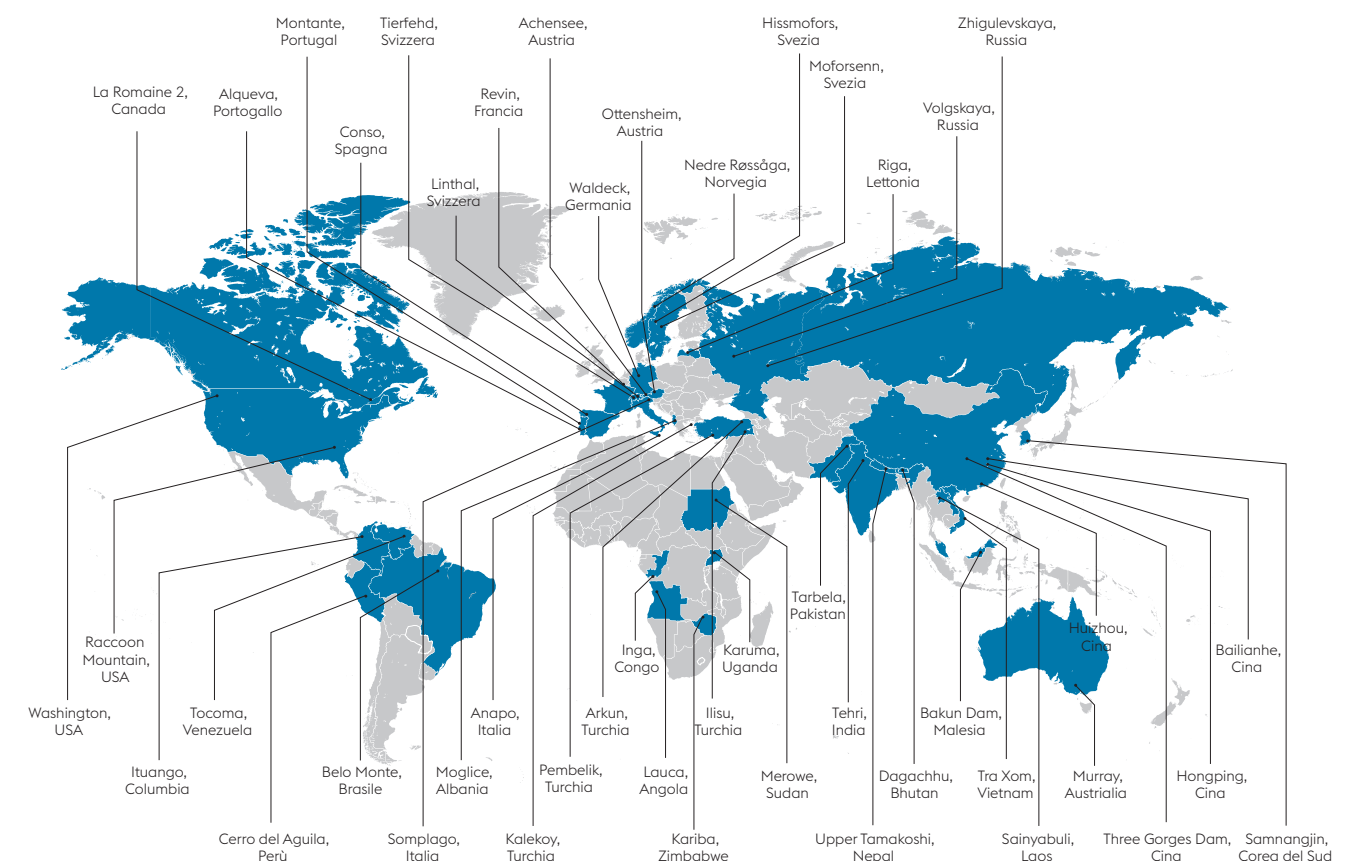 Montante,
Portugal
Tierfehd,
Svizzera
Achensee,
Austria
Hissmofors,
Svezia
Zhigulevskaya,
Russia
Moforsenn,
Svezia
La Romaine 2,
Canada
Alqueva,
Portogallo
Revin,
Francia
Ottensheim,
Austria
Volgskaya,
Russia
Conso,
Spagna
Nedre Røssåga,
Norvegia
Riga,
Lettonia
Linthal,
Svizzera
Waldeck,
Germania
Tarbela,
Pakistan
Raccoon
Mountain,
USA
Inga,
Congo
Karuma,
Uganda
Huizhou,
Cina
Bailianhe,
Cina
Washington,
USA
Tocoma,
Venezuela
Anapo,
Italia
Arkun,
Turchia
Ilisu,
Turchia
Tehri,
India
Bakun Dam,
Malesia
Ituango,
Columbia
Belo Monte,
Brasile
Moglice,
Albania
Pembelik,
Turchia
Lauca,
Angola
Merowe,
Sudan
Dagachhu,
Bhutan
Tra Xom,
Vietnam
Murray,
Austrialia
Hongping,
Cina
Cerro del Aguila,
Perù
Somplago,
Italia
Kalekoy,
Turchia
Kariba,
Zimbabwe
Upper Tamakoshi,
Nepal
Sainyabuli,
Laos
Three Gorges Dam,
Cina
Samnangjin,
Corea del Sud